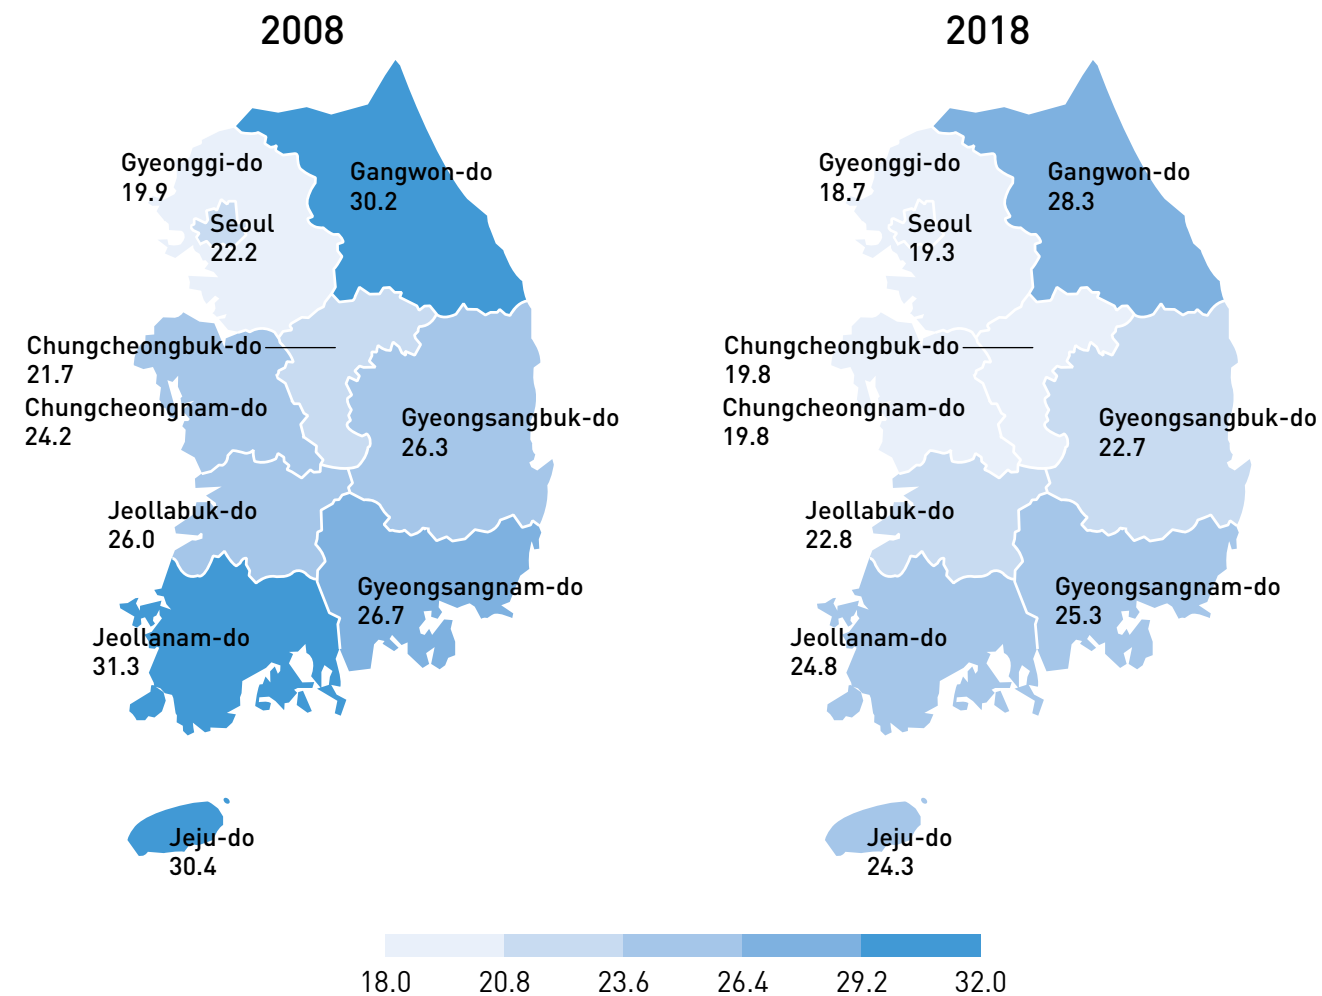 2008
Gyeonggi-do
19.9
Gangwon-do
30.2
Seoul
22.2
Chungcheongbuk-do
21.7
Chungcheongnam-do
24.2
Gyeongsangbuk-do
26.3
Jeollabuk-do
26.0
Gyeongsangnam-do
26.7
Jeollanam-do
31.3
Jeju-do
30.4
2018
Gyeonggi-do
18.7
Gangwon-do
28.3
Seoul
19.3
Chungcheongbuk-do
19.8
Chungcheongnam-do
19.8
Gyeongsangbuk-do
22.7
Jeollabuk-do
22.8
Gyeongsangnam-do
25.3
Jeollanam-do
24.8
Jeju-do
24.3
18.0 20.8 23.6 26.4 29.2 32.0